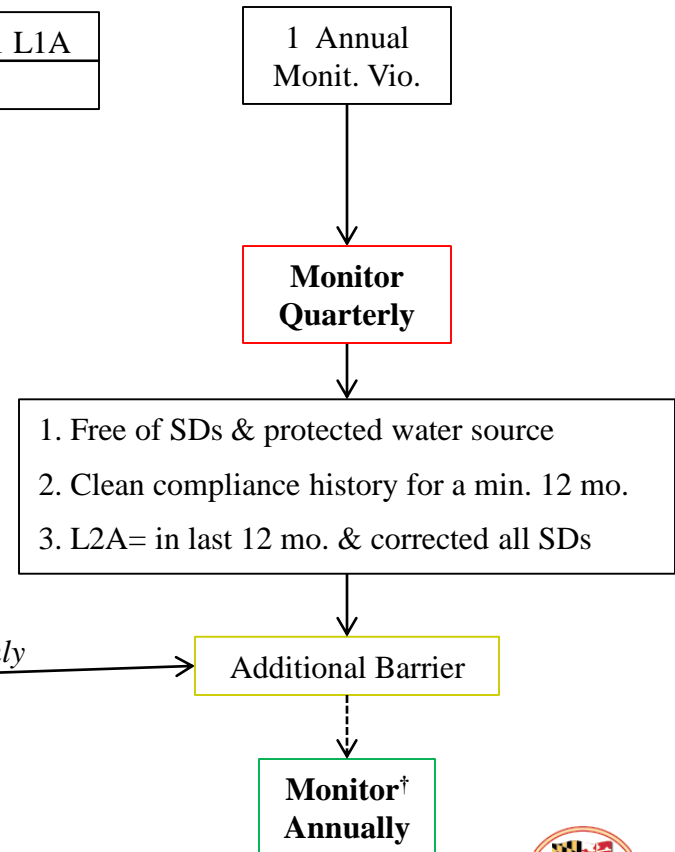 L1A
1 Annual
Monit. Vio.
Monitor
Quarterly
1. Free of SDs & protected water source
2. Clean compliance history for a min. 12 mo.
3. L2A= in last 12 mo. & corrected all SDs
Additional Barrier
Monitor†
Annually